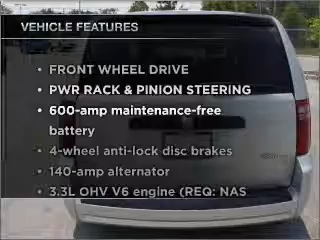 VEHICLE FEATURES
• FRONT WHEEL DRIVE
• PWR RACK & PINION STEERING
• 600-amp maintenance-free
battery
• 4-wheel anti-lock disc brakes
• 140-amp alternator
• 3.3L OHV V6 engine (REQ: NAS